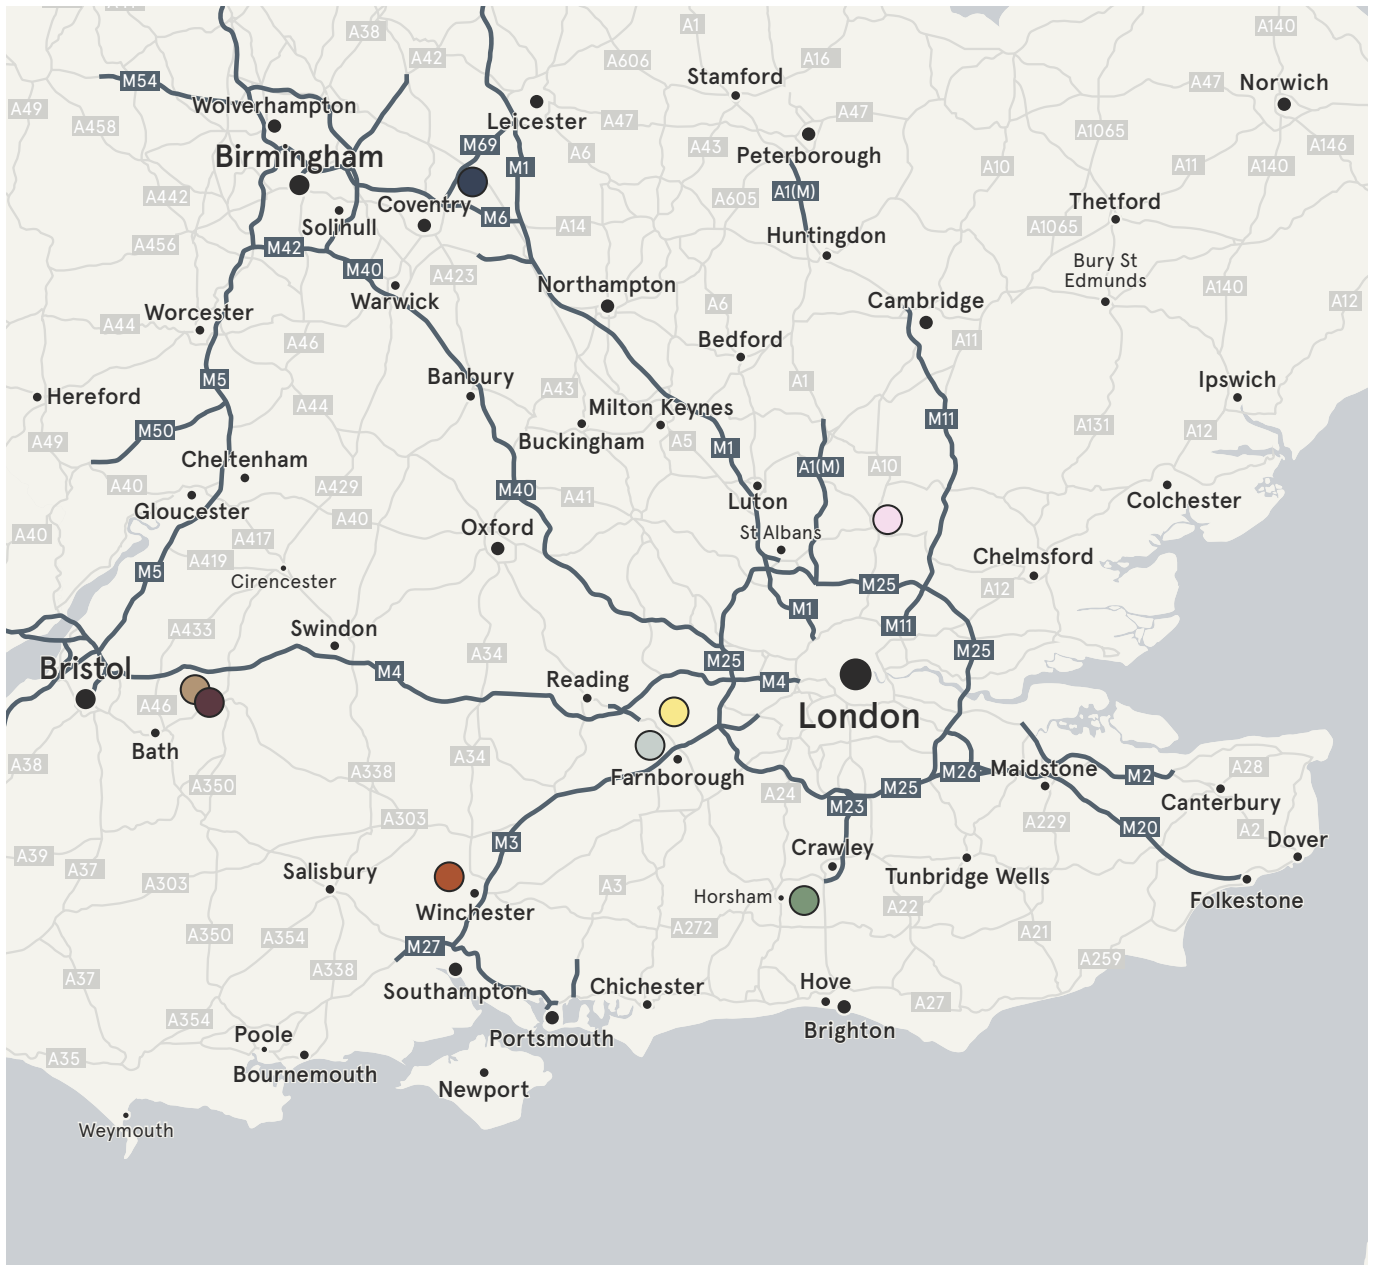 A1
A140
A38
A42
A606
A16
Stamford
M54
A47
Norwich
Wolverhampton
A49
A458
Leicester
A47
A47
A1065
M69
A6
A43
Peterborough
A146
Birmingham
M1
A10
A11
A140
A442
Coventry
A605
A1(M)
Thetford
M6
Solihull
A14
A1065
A456
M42
Huntingdon
M40
A423
Bury St
Edmunds
Warwick
Northampton
A140
A12
Worcester
A6
Cambridge
A44
A46
Bedford
A11
M5
Banbury
A43
A1
Ipswich
Hereford
A44
Milton Keynes
M11
M50
A49
Buckingham
A5
M1
A131
A12
Cheltenham
A1(M)
A10
A40
A429
M40
A41
Luton
Colchester
Gloucester
A40
Oxford
A40
A417
St Albans
A419
Chelmsford
M5
Cirencester
M25
A12
M1
A433
Swindon
M11
Bristol
M4
A34
M25
M25
Reading
M4
A46
London
Bath
A38
A34
A338
Farnborough
M26
Maidstone
M2
A28
A350
A24
M25
Canterbury
M23
A303
A229
M20
A2
M3
Dover
A39
A37
Crawley
Salisbury
Tunbridge Wells
A303
A3
Horsham
Folkestone
Winchester
A22
A350
A354
M27
A272
A21
A338
A259
A37
Southampton
Chichester
Hove
A27
A354
Poole
Portsmouth
Brighton
A35
Bournemouth
Newport
Weymouth